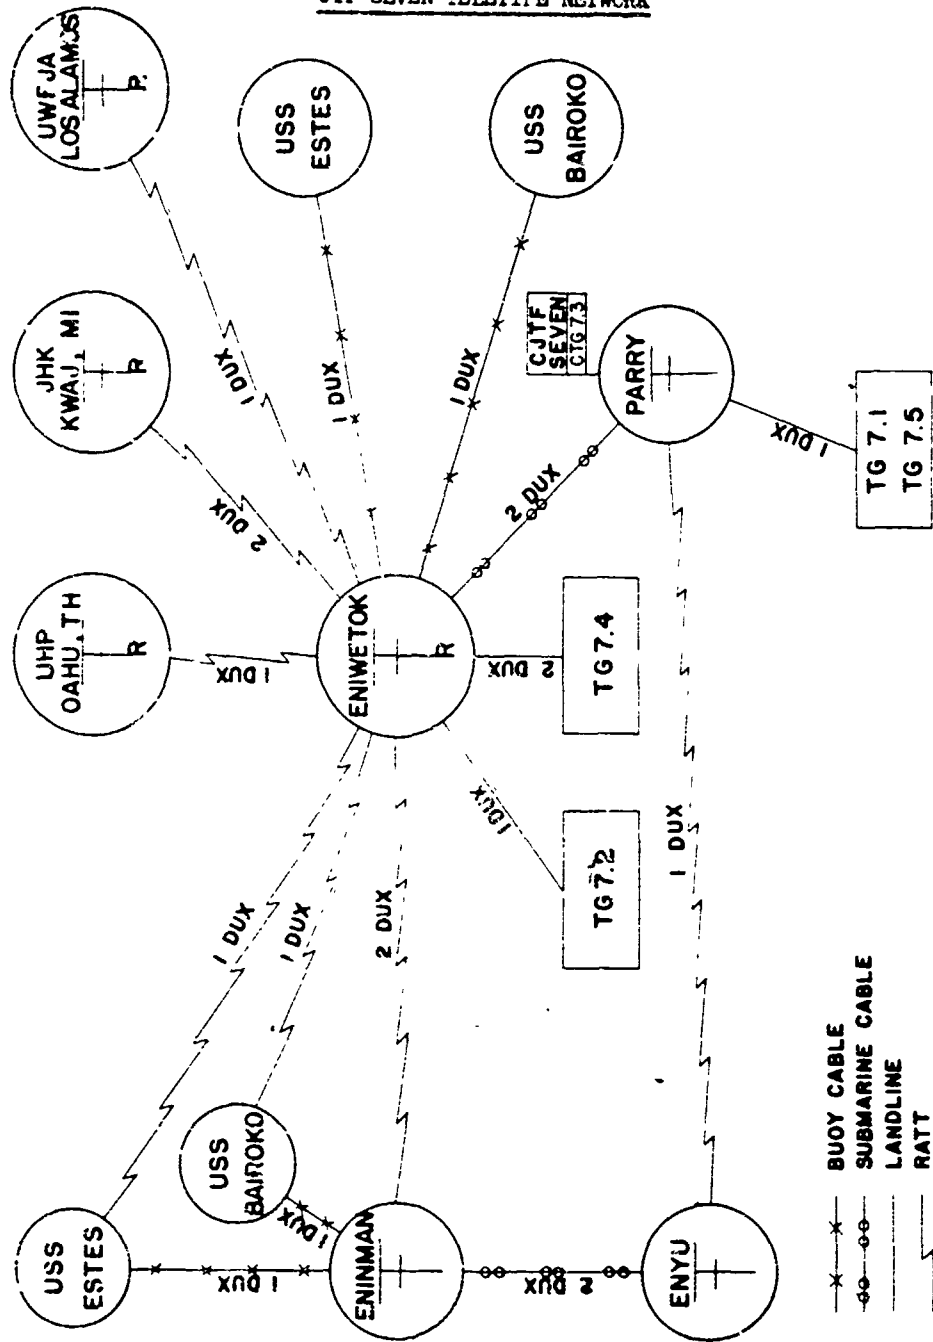 JTF SEVEN TELETYPE NETWORK
UWFJA
LOS ALAMOS
R
JHK
KWAJ, MI
R
UHP
OAHU, TH
R
USS
ESTES
USS
BAIROKO
1 DUX
2 DUX
1 DUX
1 DUX
1 DUX
ENIWETOK
R
2 DUX
CJTF
SEVEN
CTG 7.3
PARRY
1 DUX
TG 7.1
TG 7.5
2 DUX
TG 7.4
1 DUX
TG 7.2
1 DUX
1 DUX
2 DUX
1 DUX
USS
ESTES
USS
BAIROKO
1 DUX
1 DUX
ENINMAN
2 DUX
ENYU
BUOY CABLE
SUBMARINE CABLE
LANDLINE
RATT